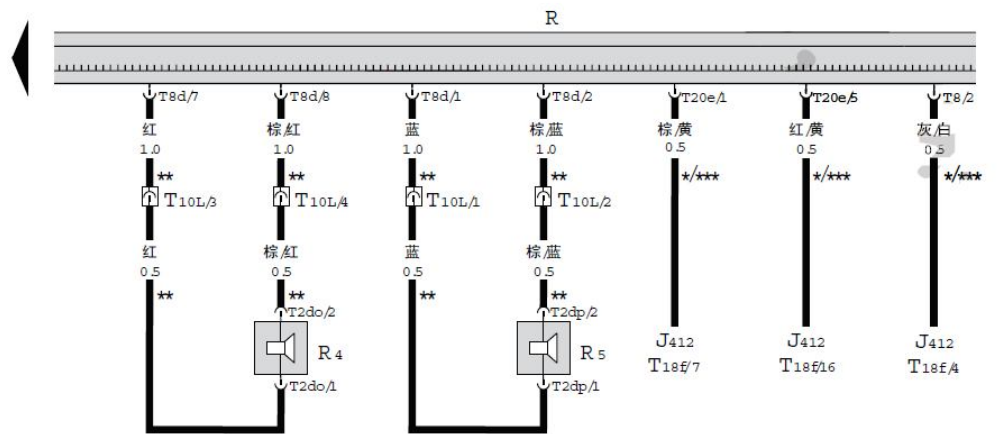 R
T8d/7 T8d/8 T8d/1 T8d/2 T20e/1 T20e/5 T8/2
红 棕/红 蓝 棕/蓝 棕/黄 红/黄 灰/白
1.0 1.0 1.0 1.0 0.5 0.5 0.5
** ** ** ** */*** */*** */***
T10L/3 T10L/4 T10L/1 T10L/2
红 棕/红 蓝 棕/蓝
0.5 0.5 0.5 0.5
** ** ** **
T2do/2 T2dp/2
R4 R5
J412 J412 J412
T18f/7 T18f/16 T18f/4
T2do/1 T2dp/1